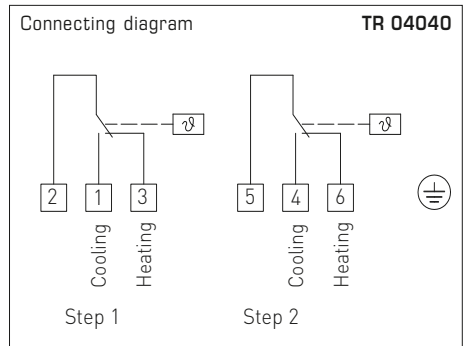 Connecting diagram TR 04040
ϑ ϑ
2 1 3 5 4 6
Cooling Heating Cooling Heating
Step 1 Step 2